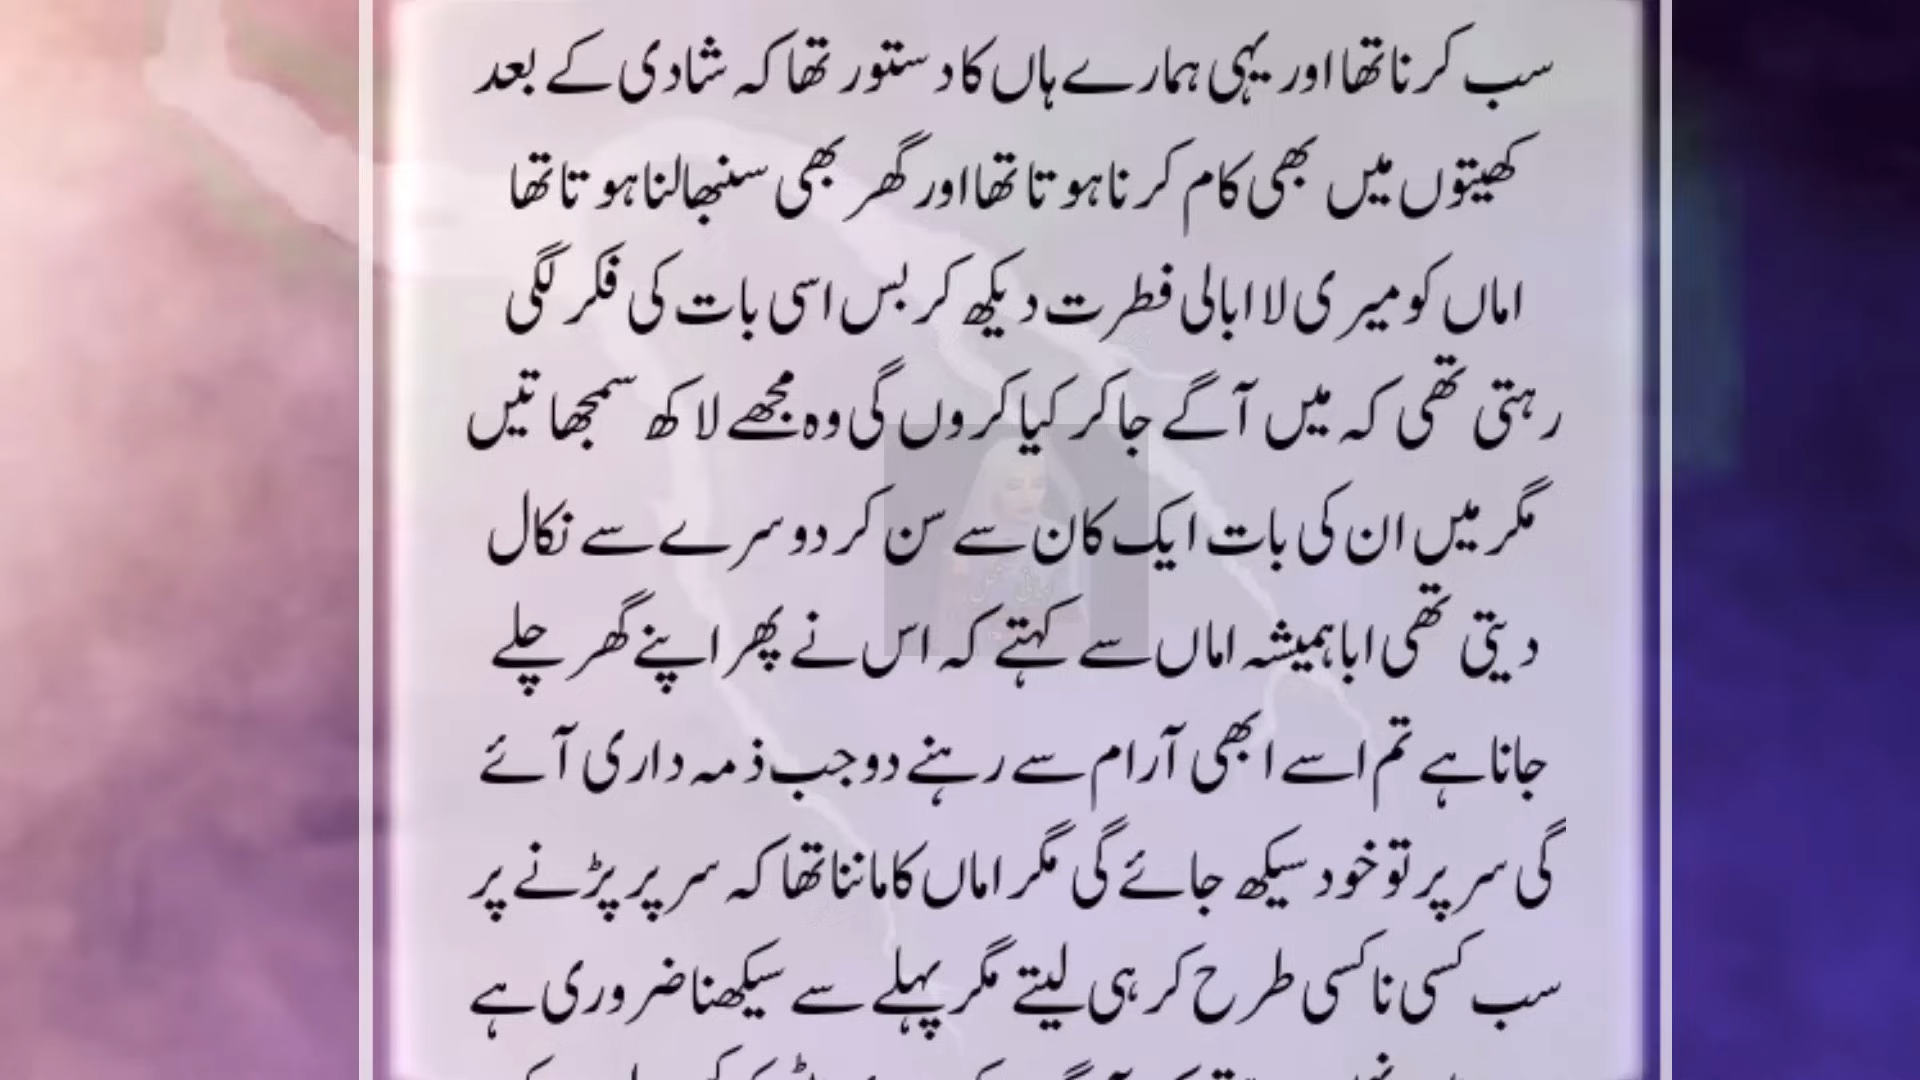 سب کرنا تھا اور یہی ہمارے ہاں کا دستور تھا کہ شادی کے بعد
کھیتوں میں بھی کام کرنا ہوتا تھا اور گھر بھی سنبھالنا ہوتا تھا
اماں کو میری لا ابالی فطرت دیکھ کر بس اسی بات کی فکر لگی
رہتی تھی کہ میں آگے جا کر کیا کروں گی وہ مجھے لاکھ سمجھاتیں
مگر میں ان کی بات ایک کان سے سن کر دوسرے سے نکال
دیتی تھی ابا ہمیشہ اماں سے کہتے کہ اس نے پھر اپنے گھر چلے
جانا ہے تم اسے ابھی آرام سے رہنے دو جب ذمہ داری آئے
گی سر پر تو خود سیکھ جائے گی مگر اماں کا ماننا تھا کہ سر پر پڑنے پر
سب کسی نا کسی طرح کر ہی لیتے مگر پہلے سے سیکھنا ضروری ہے